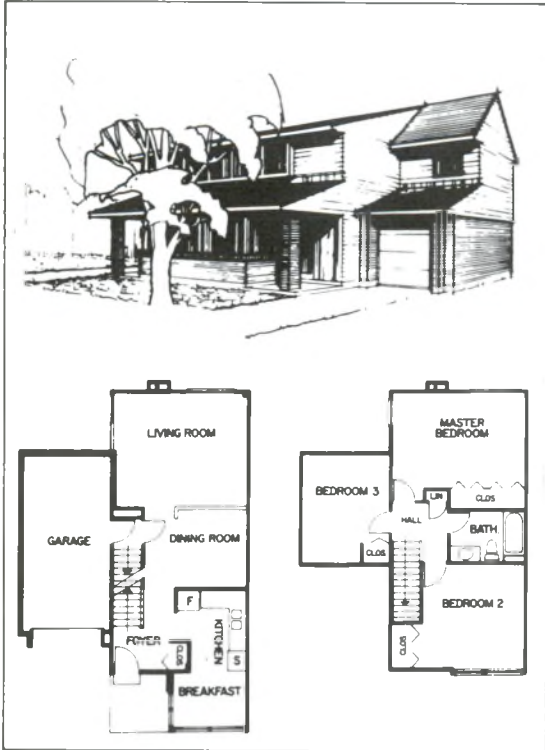 LIVING ROOM
GARAGE
DINING ROOM
F
KITCHEN
FOYER
CLOS
S
BREAKFAST
MASTER
BEDROOM
BEDROOM 3
LIN
CLOS
HALL
BATH
CLOS
BEDROOM 2
CLOS